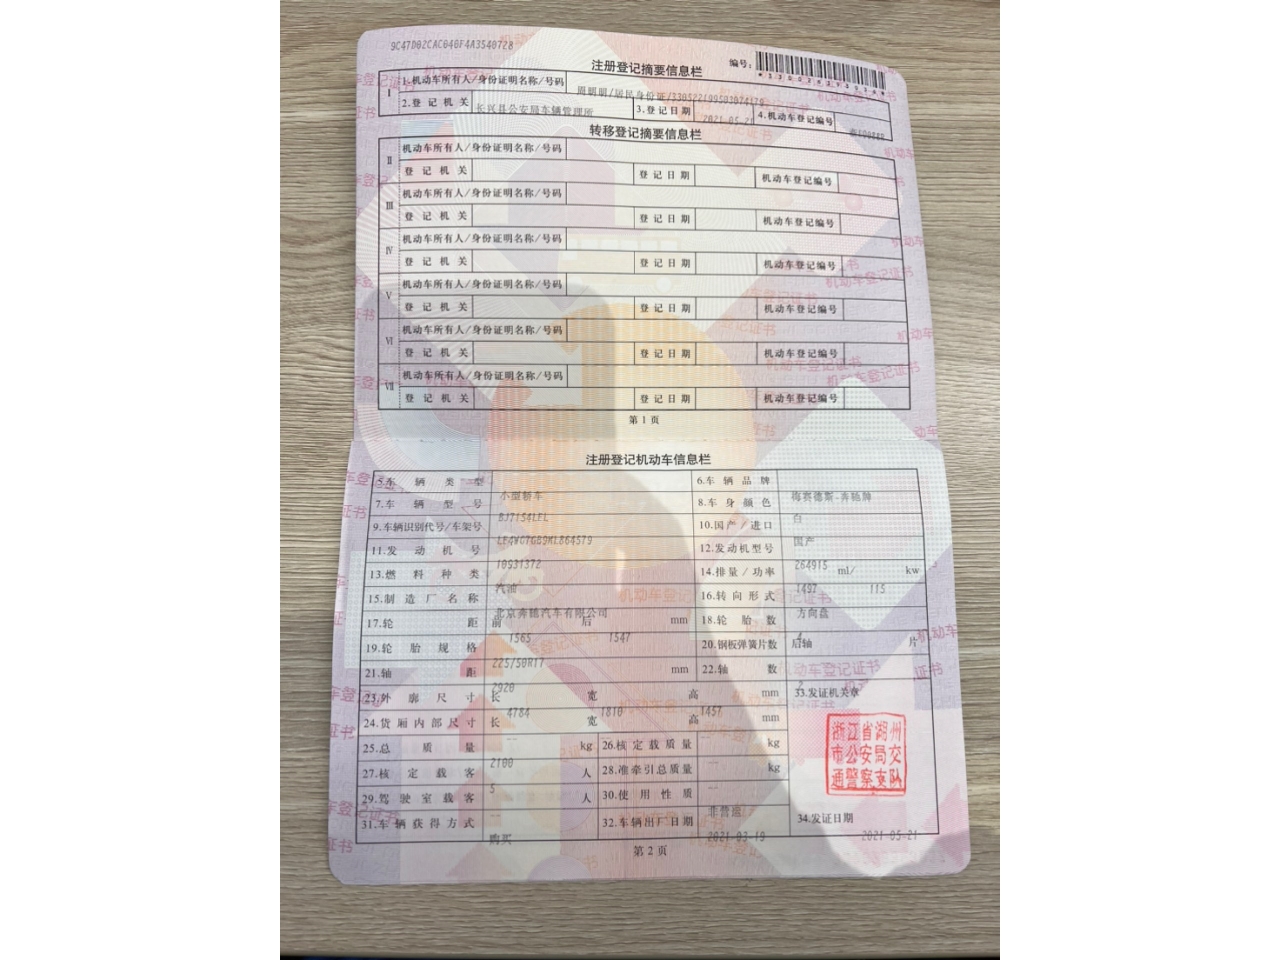 9C47D02CAC040F4A3540728
注册登记摘要信息栏
编号:
I
1.机动车所有人/身份证明名称/号码
周明明/居民身份证/
2.登记机关
长兴县公安局车辆管理所
3.登记日期
2021-05-21
4.机动车登记编号
转移登记摘要信息栏
II
机动车所有人/身份证明名称/号码
登记机关
登记日期
机动车登记编号
III
机动车所有人/身份证明名称/号码
登记机关
登记日期
机动车登记编号
IV
机动车所有人/身份证明名称/号码
登记机关
登记日期
机动车登记编号
V
机动车所有人/身份证明名称/号码
登记机关
登记日期
机动车登记编号
VI
机动车所有人/身份证明名称/号码
登记机关
登记日期
机动车登记编号
VII
机动车所有人/身份证明名称/号码
登记机关
登记日期
机动车登记编号
第1页
注册登记机动车信息栏
5.车辆类型
小型轿车
6.车辆品牌
梅赛德斯-奔驰牌
7.车辆型号
BJ7154LEL
8.车身颜色
白
9.车辆识别代号/车架号
LE4WG7GB9ML864579
10.国产/进口
国产
11.发动机号
10931372
12.发动机型号
264915
13.燃料种类
汽油
14.排量/功率
ml/
kw
1497
115
15.制造厂名称
北京奔驰汽车有限公司
16.转向形式
方向盘
17.轮距
前
1565
后
1547
mm
18.轮胎数
4
19.轮胎规格
225/50R17
20.钢板弹簧片数
后轴
片
--
21.轴距
2920
mm
22.轴数
2
23.外廓尺寸
长
4784
宽
1810
高
1457
mm
33.发证机关章
24.货厢内部尺寸
长
--
宽
--
高
--
mm
浙江省湖州
市公安局交
通警察支队
25.总质量
2100
kg
26.核定载质量
--
kg
27.核定载客
5
人
28.准牵引总质量
--
kg
29.驾驶室载客
--
人
30.使用性质
非营运
31.车辆获得方式
购买
32.车辆出厂日期
2021-03-19
34.发证日期
2021-05-21
第2页